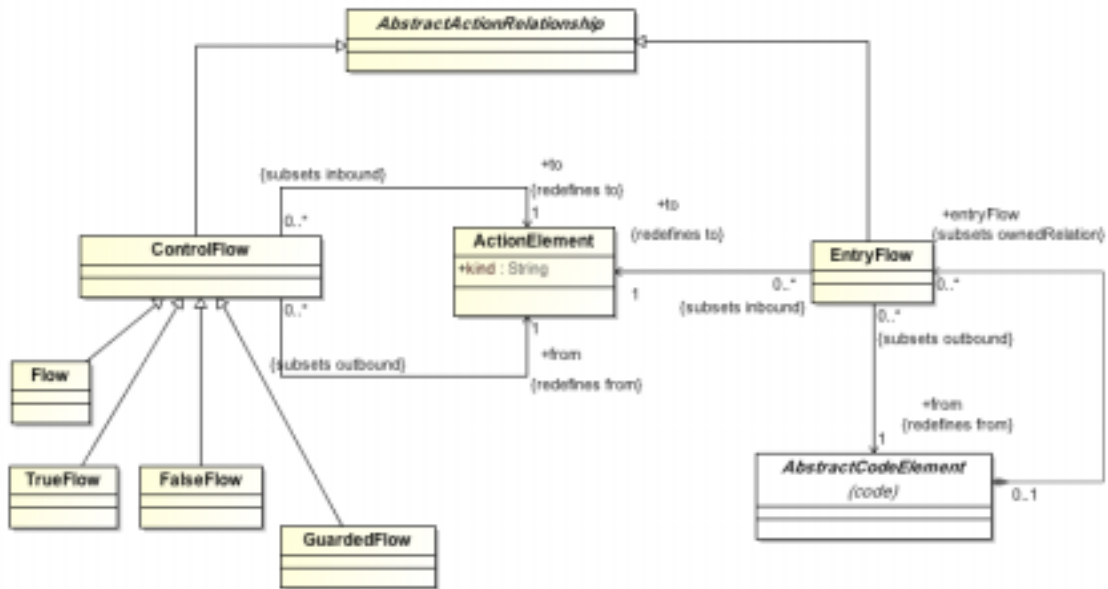 AbstractActionRelationship
{subsets inbound}
+to
{redefines to}
0..*
1
+to
{redefines to}
+entryFlow
{subsets ownedRelation}
ControlFlow
ActionElement
+kind : String
EntryFlow
0..*
1
0..*
{subsets inbound}
0..*
0..*
{subsets outbound}
1
+from
{redefines from}
{subsets outbound}
Flow
+from
{redefines from}
1
TrueFlow
FalseFlow
AbstractCodeElement
(code)
0..1
GuardedFlow